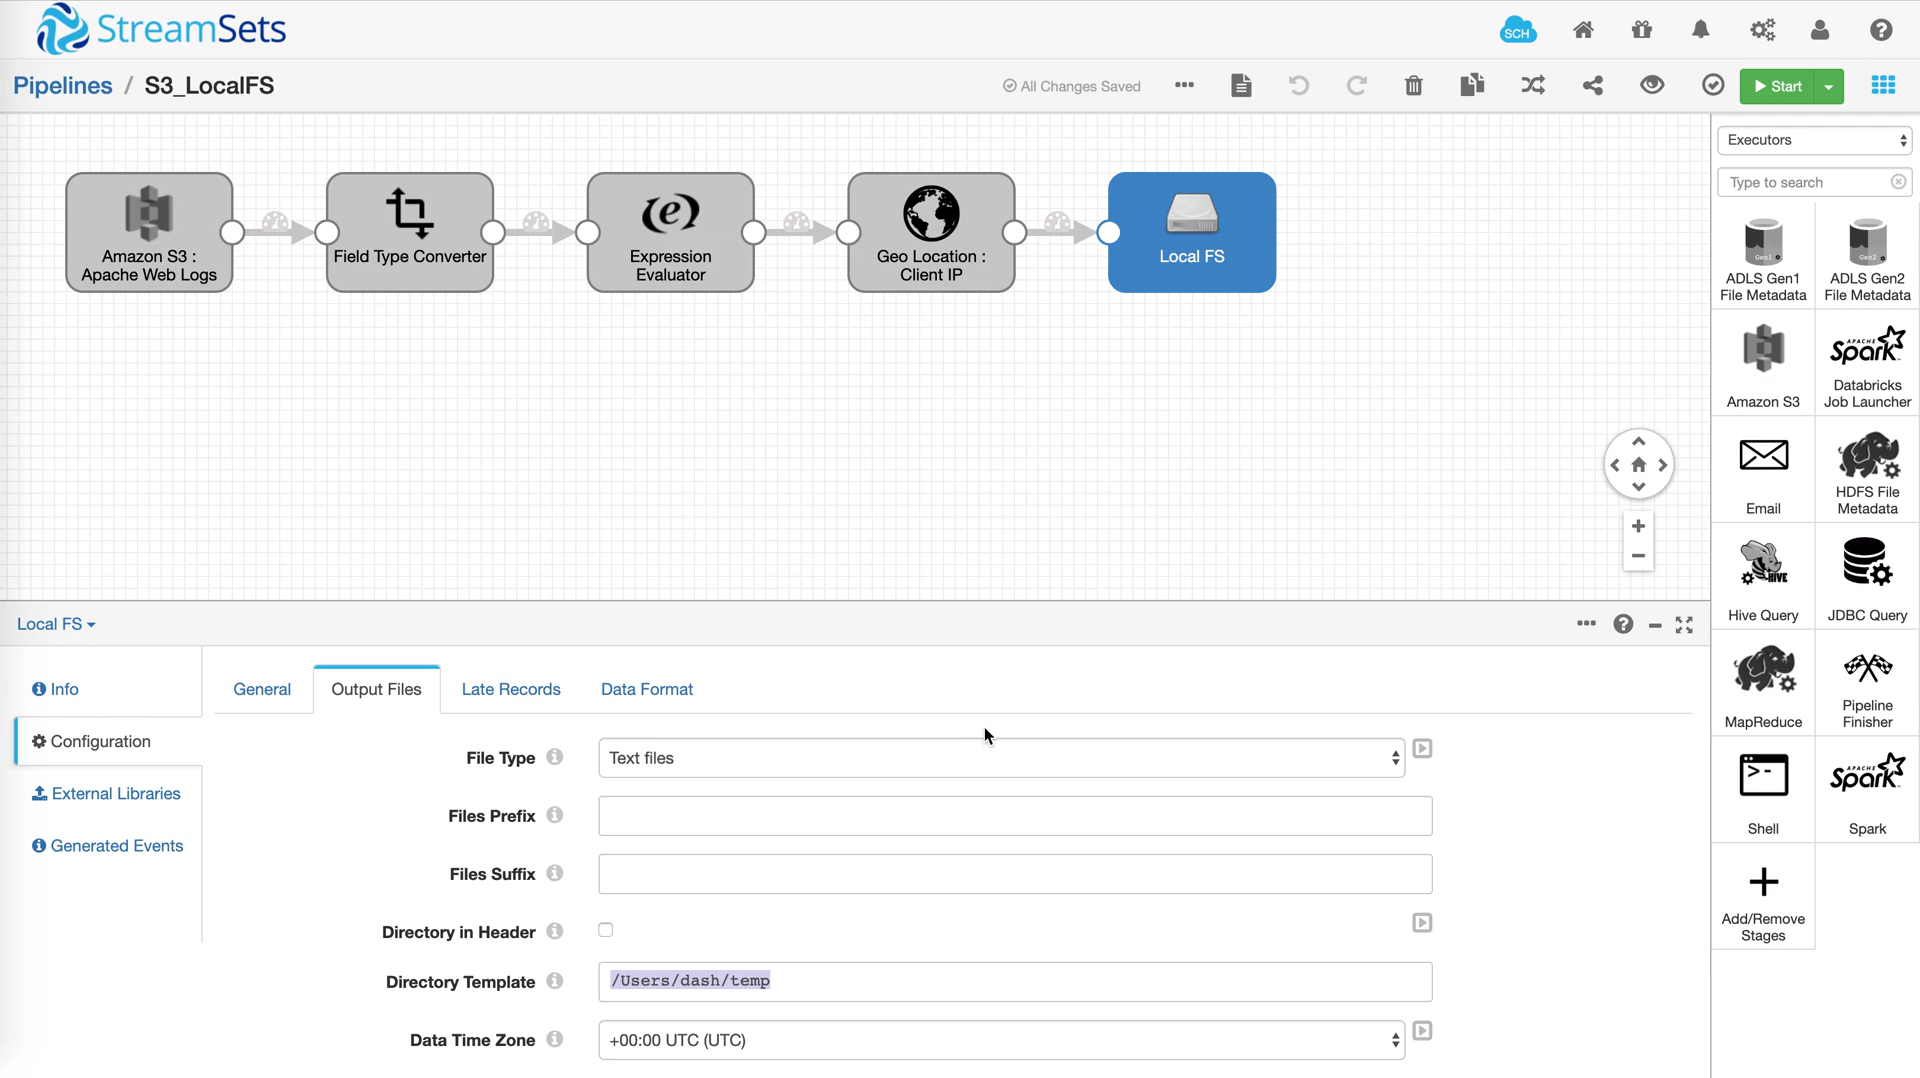 StreamSets
SCH
Pipelines / S3_LocalFS
All Changes Saved
Start
Executors
Type to search
Amazon S3 :
Apache Web Logs
Field Type Converter
Expression
Evaluator
Geo Location :
Client IP
Local FS
Gen1
ADLS Gen1
File Metadata
Gen2
ADLS Gen2
File Metadata
Amazon S3
APACHE
Spark
Databricks
Job Launcher
Email
HDFS File
Metadata
HIVE
Hive Query
JDBC Query
MapReduce
Pipeline
Finisher
Shell
APACHE
Spark
Spark
Add/Remove
Stages
Local FS
Info
Configuration
External Libraries
Generated Events
General
Output Files
Late Records
Data Format
File Type
Text files
Files Prefix
Files Suffix
Directory in Header
Directory Template
/Users/dash/temp
Data Time Zone
+00:00 UTC (UTC)